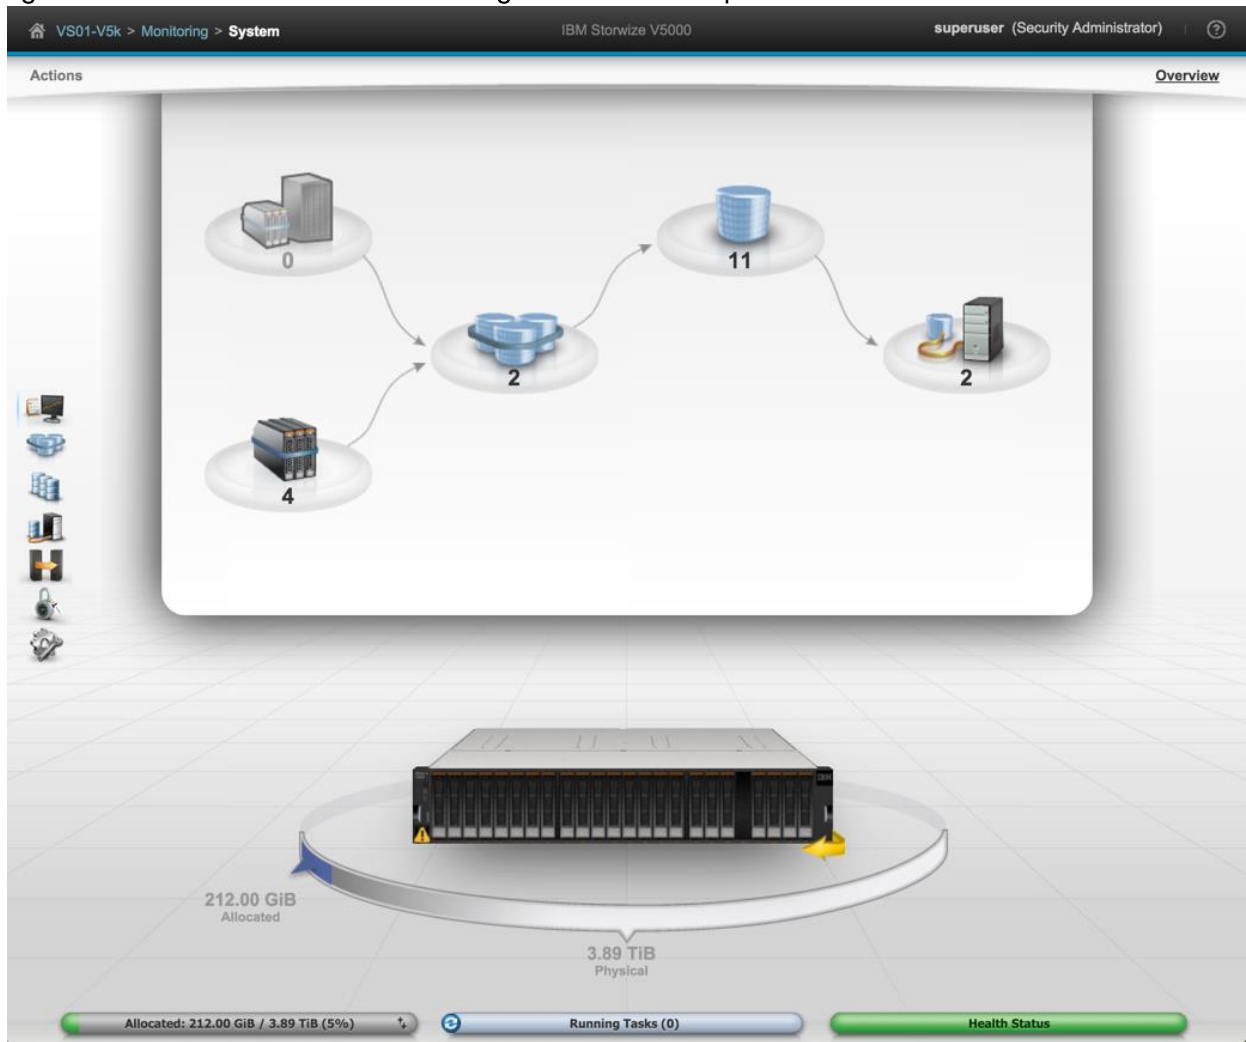 VS01-V5k > Monitoring > System
IBM Storwize V5000
superuser (Security Administrator)
?
Actions
Overview
0
11
2
2
4
212.00 GiB
Allocated
3.89 TiB
Physical
Allocated: 212.00 GiB / 3.89 TiB (5%)
Running Tasks (0)
Health Status